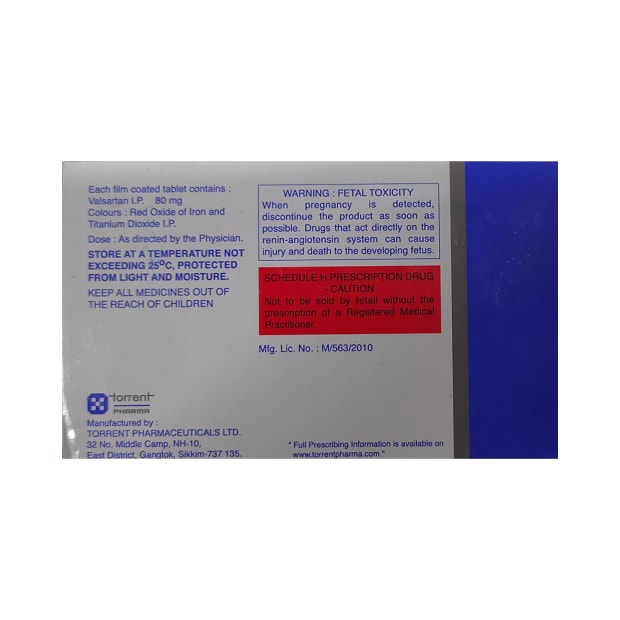 Each film coated tablet contains :
Valsartan I.P. 80 mg
Colours : Red Oxide of Iron and
Titanium Dioxide I.P.
Dose : As directed by the Physician.
STORE AT A TEMPERATURE NOT
EXCEEDING 25°C, PROTECTED
FROM LIGHT AND MOISTURE.
KEEP ALL MEDICINES OUT OF
THE REACH OF CHILDREN
WARNING : FETAL TOXICITY
When pregnancy is detected,
discontinue the product as soon as
possible. Drugs that act directly on the
renin-angiotensin system can cause
injury and death to the developing fetus.
SCHEDULE H PRESCRIPTION DRUG
- CAUTION
Not to be sold by retail without the
prescription of a Registered Medical
Practitioner.
Mfg. Lic. No. : M/563/2010
torrent
PHARMA
Manufactured by :
TORRENT PHARMACEUTICALS LTD.
32 No. Middle Camp, NH-10,
East District, Gangtok, Sikkim-737 135.
" Full Prescribing Information is available on
www.torrentpharma.com "